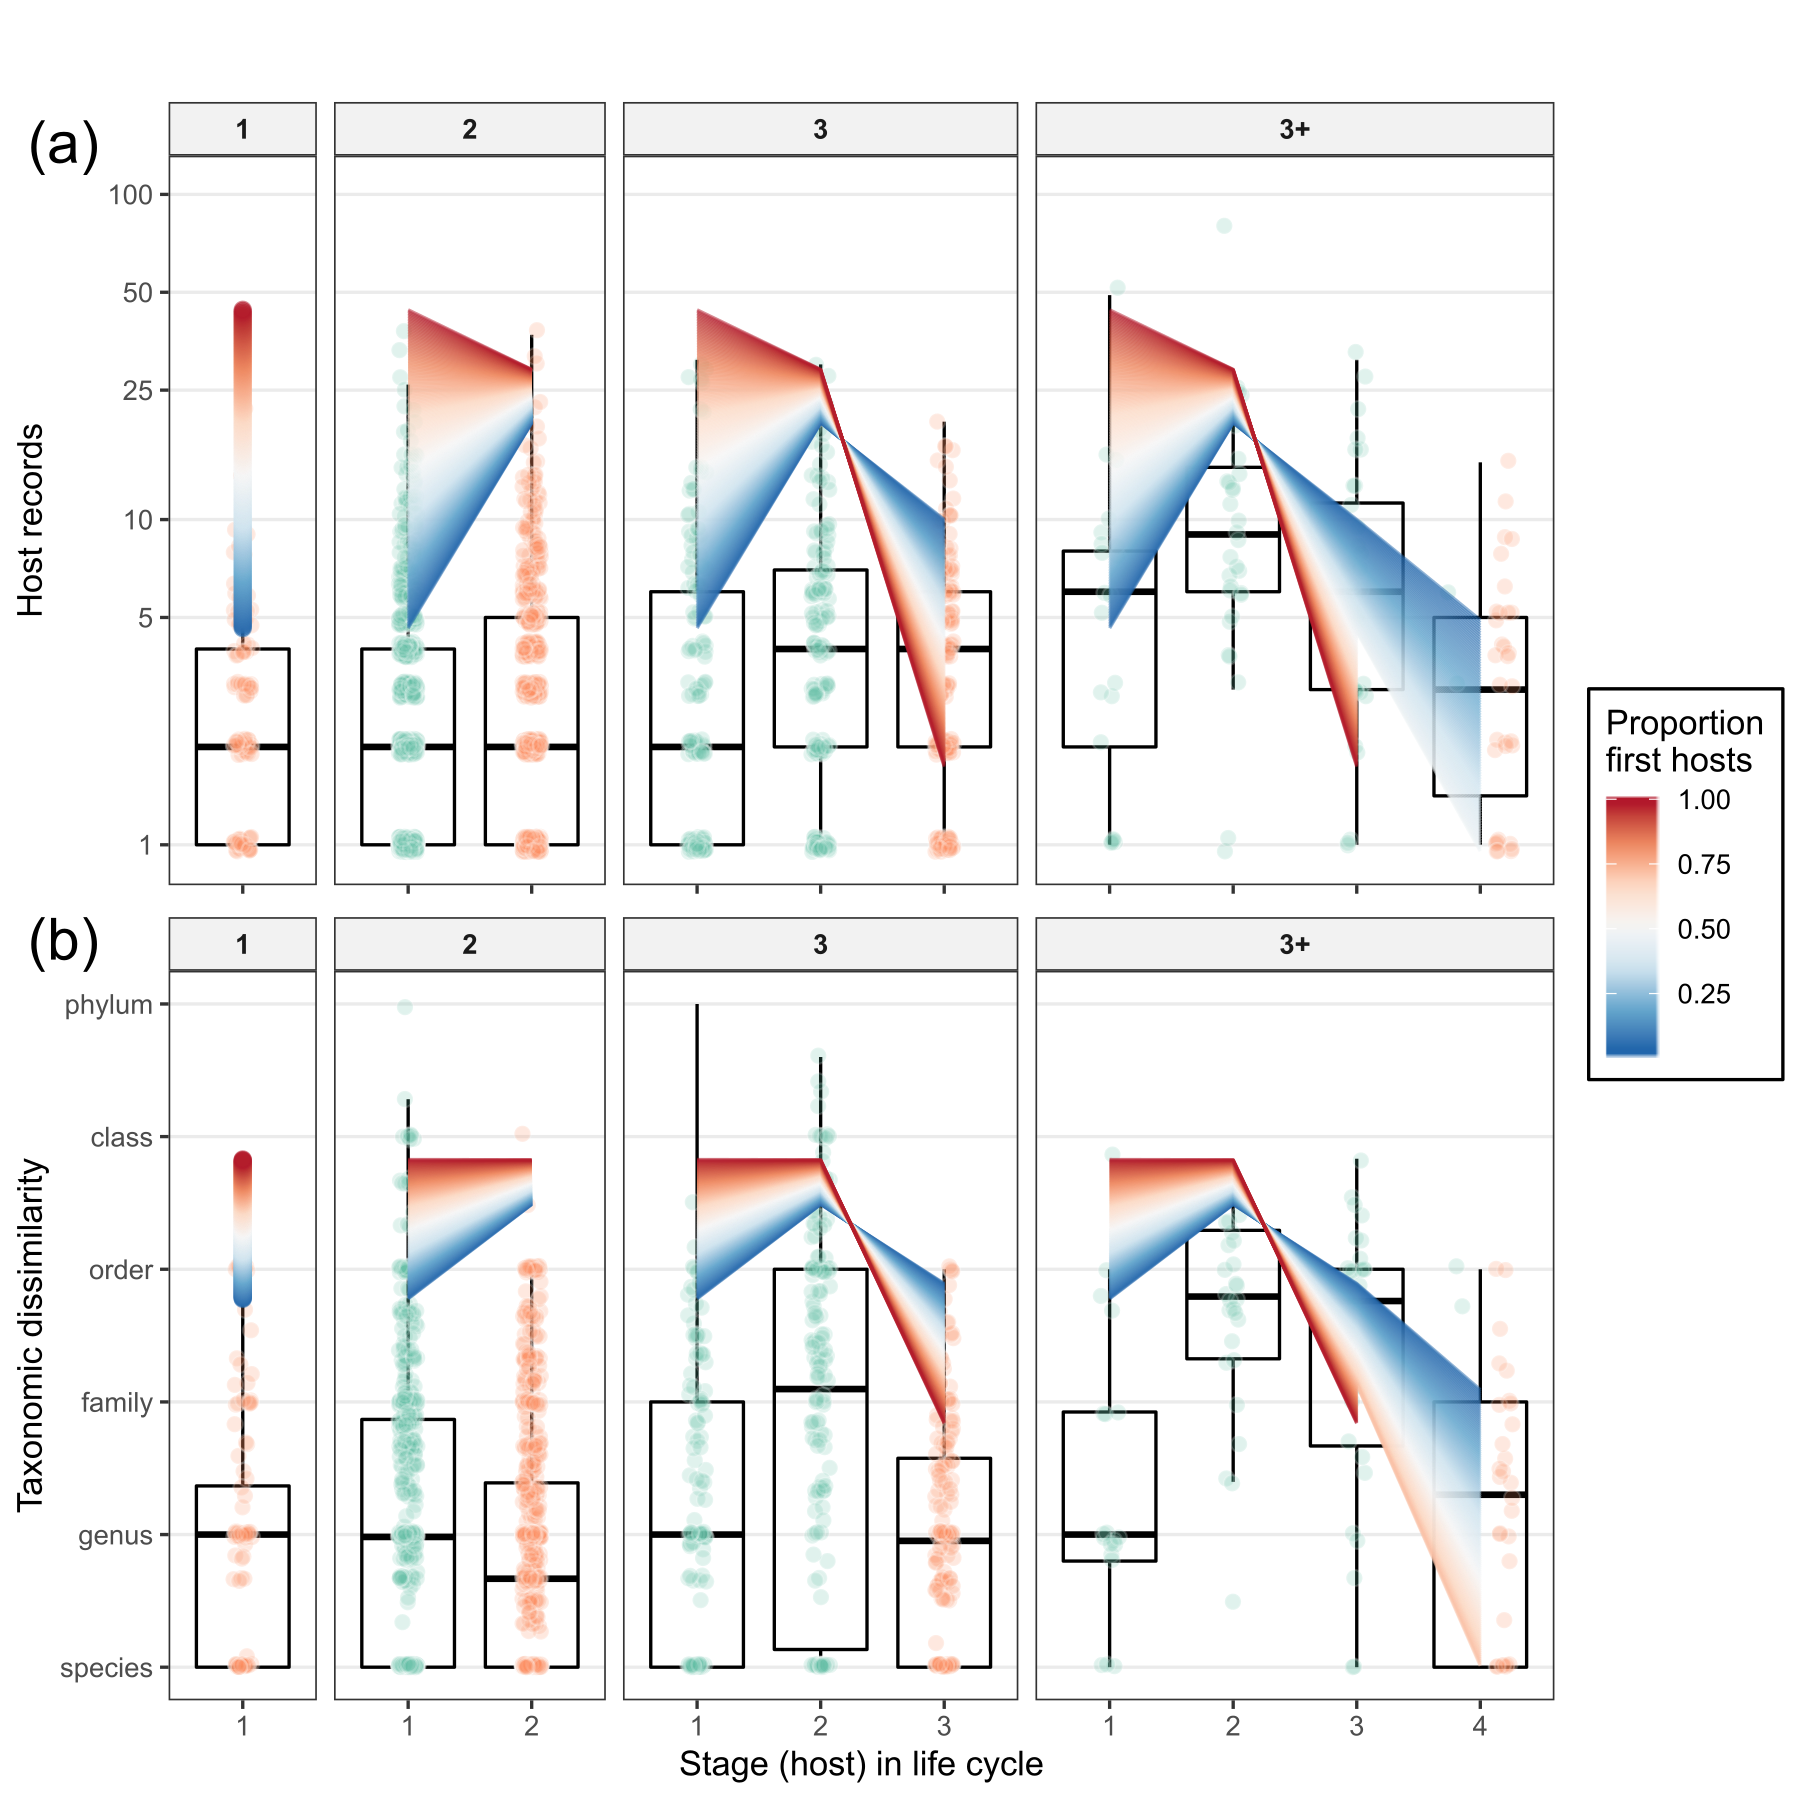 (a)
1 2 3 3+
100
50
25
10
5
1
Host records
(b)
1 2 3 3+
phylum
class
order
family
genus
species
Taxonomic dissimilarity
1 1 2 1 2 3 1 2 3 4
Stage (host) in life cycle
Proportion
first hosts
1.00
0.75
0.50
0.25